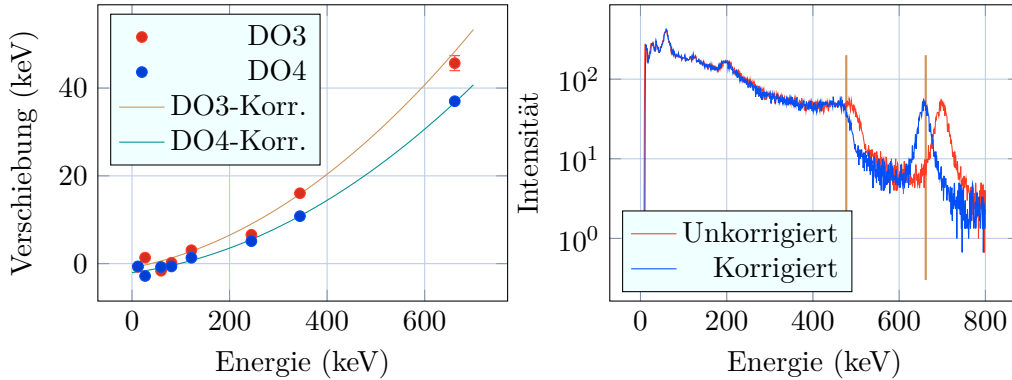 DO3
DO4
DO3-Korr.
DO4-Korr.
40
20
0
Verschiebung (keV)
0 200 400 600
Energie (keV)
10²
10¹
10⁰
Intensität
Unkorrigiert
Korrigiert
0 200 400 600 800
Energie (keV)